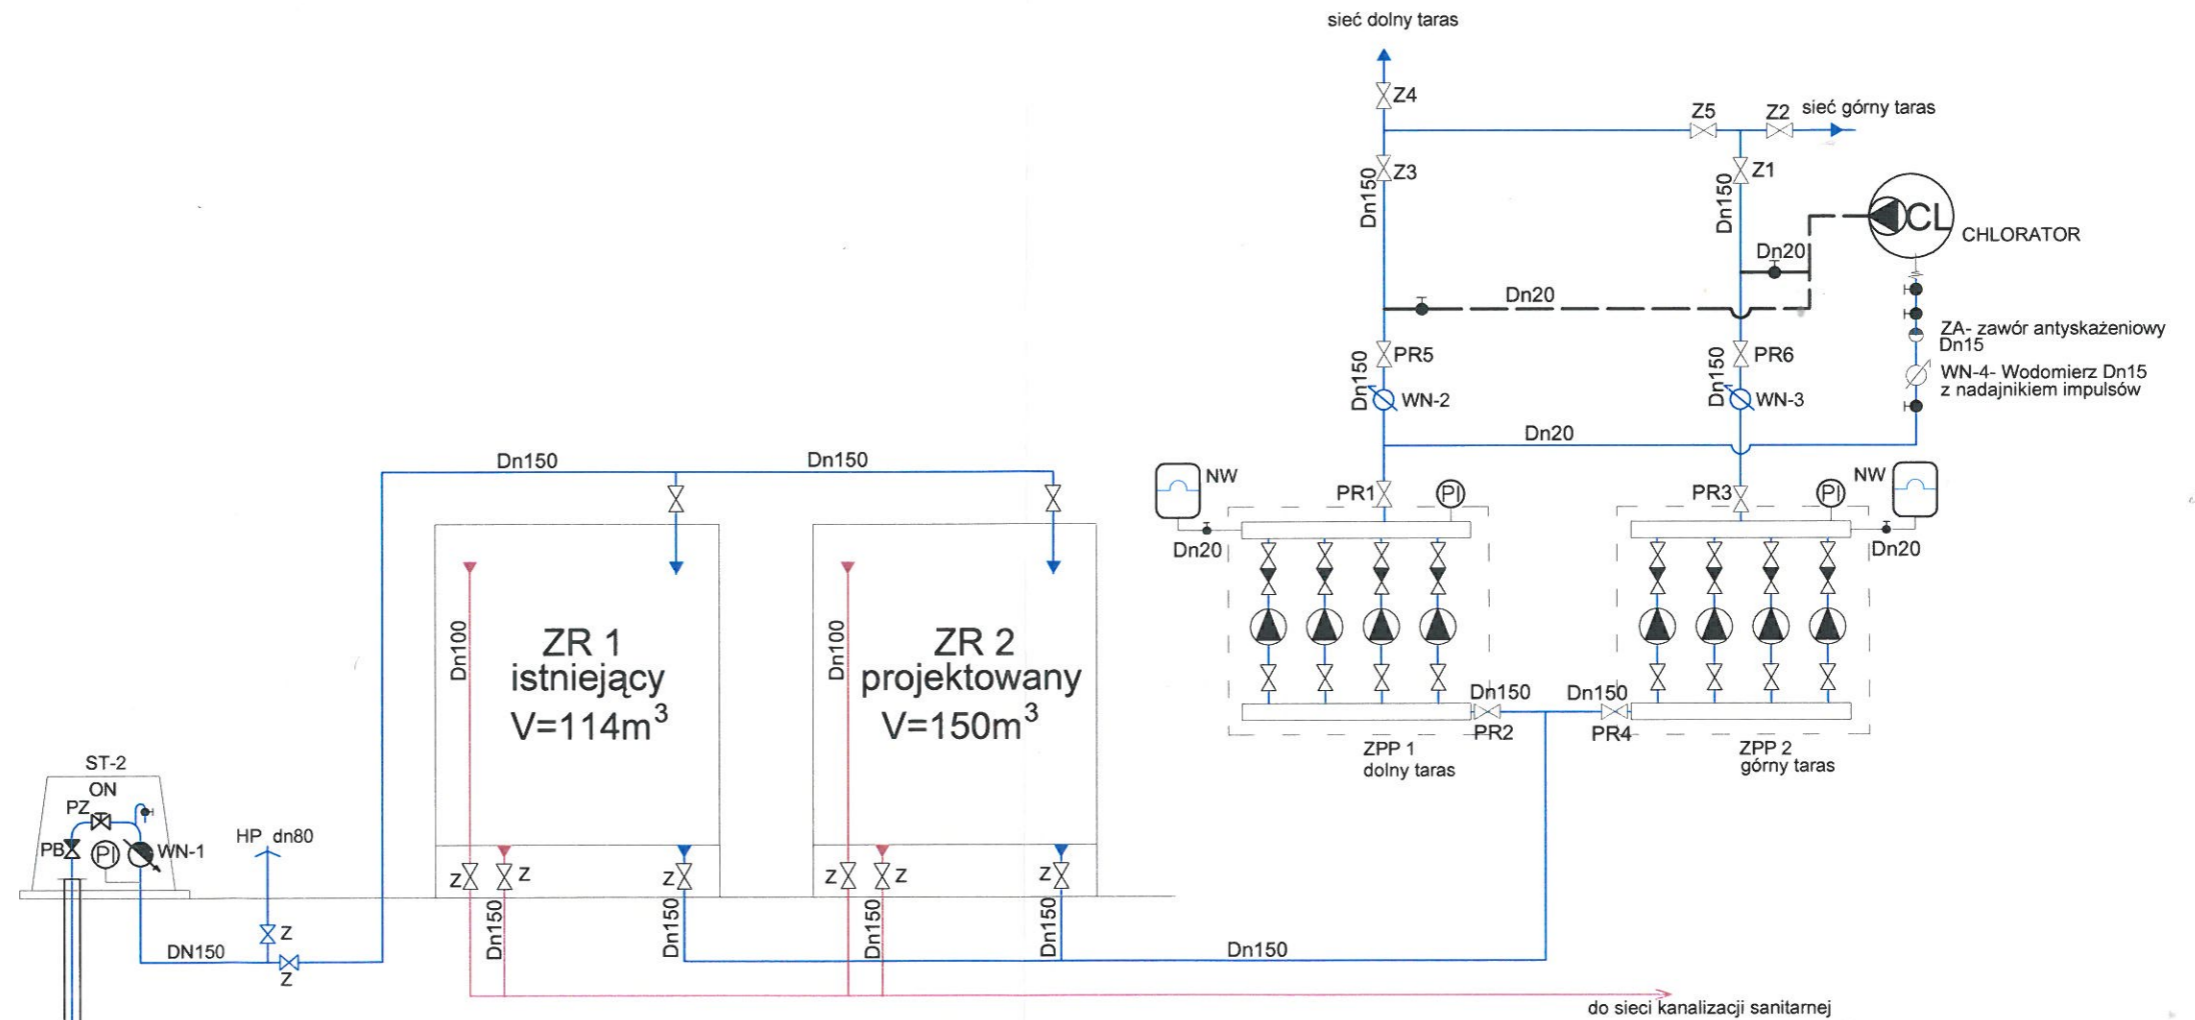 sieć dolny taras
Z4
Z5
Z2
sieć górny taras
Z3
Z1
Dn150
Dn150
CL
CHLORATOR
Dn20
Dn20
ZA- zawór antyskażeniowy
Dn15
PR5
PR6
WN-4- Wodomierz Dn15
z nadajnikiem impulsów
Dn150
Dn150
WN-2
WN-3
Dn20
Dn150
Dn150
NW
PR1
PI
PR3
PI
NW
Dn20
Dn20
Dn100
ZR 1
istniejący
V=114m³
Dn100
ZR 2
projektowany
V=150m³
Dn150
Dn150
PR2
PR4
ZPP 1
dolny taras
ZPP 2
górny taras
ST-2
ON
PZ
PB
PI
WN-1
HP dn80
z
z
z
z
z
z
Dn150
Dn150
Dn150
Dn150
Z
DN150
Z
Dn150
do sieci kanalizacji sanitarnej